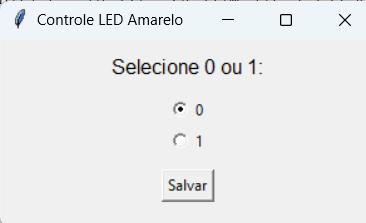 Controle LED Amarelo
Selecione 0 ou 1:
0
1
Salvar